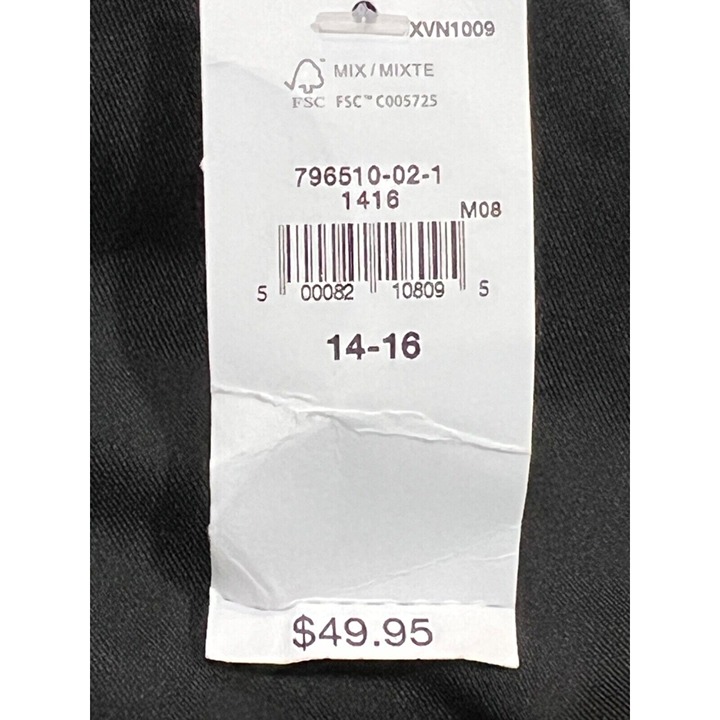 XVN1009
MIX / MIXTE
FSC FSC™ C005725
796510-02-1
1416
M08
5 00082 10809 5
14-16
$49.95